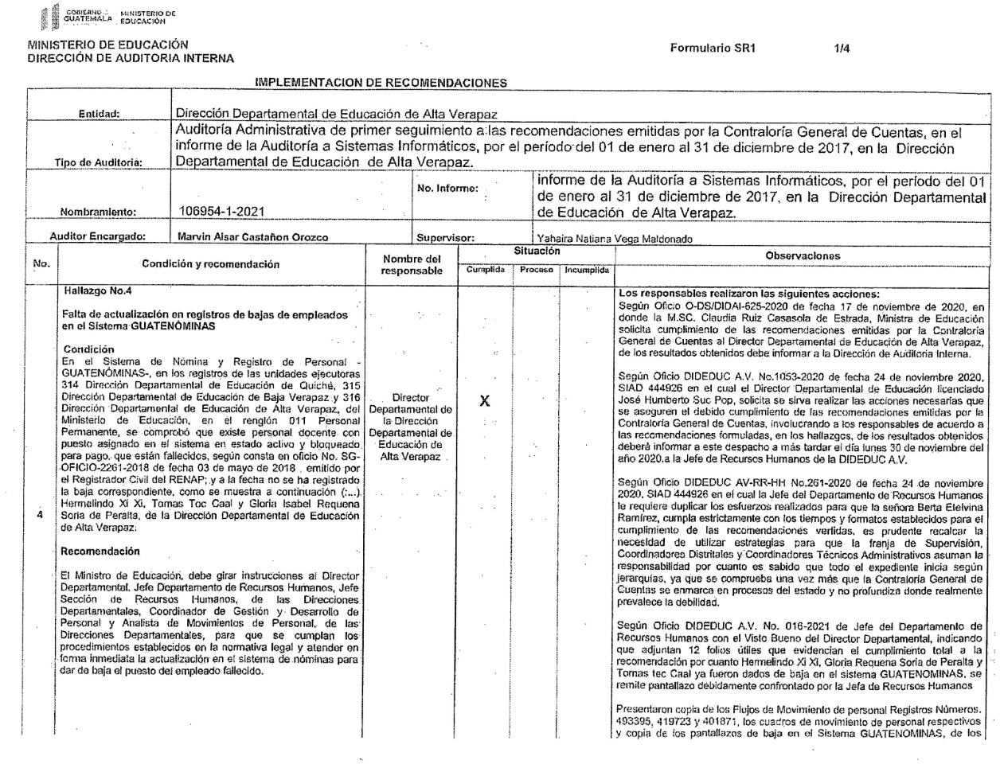 GOBIERNO DE GUATEMALA MINISTERIO DE EDUCACIÓN
MINISTERIO DE EDUCACIÓN
DIRECCIÓN DE AUDITORIA INTERNA
Formulario SR1 1/4
IMPLEMENTACION DE RECOMENDACIONES
Entidad: Dirección Departamental de Educación de Alta Verapaz
Tipo de Auditoria:
Auditoría Administrativa de primer seguimiento a las recomendaciones emitidas por la Contraloría General de Cuentas, en el
informe de la Auditoría a Sistemas Informáticos, por el período del 01 de enero al 31 de diciembre de 2017, en la Dirección
Departamental de Educación de Alta Verapaz.
Nombramiento: 106954-1-2021
No. Informe:
informe de la Auditoría a Sistemas Informáticos, por el período del 01
de enero al 31 de diciembre de 2017, en la Dirección Departamental
de Educación de Alta Verapaz.
Auditor Encargado: Marvin Alsar Castañon Orozco
Supervisor: Yahaira Natiana Vega Maldonado
No.
Condición y recomendación
Nombre del
responsable
Situación
Cumplida Proceso Incumplida
Observaciones
4
Hallazgo No.4
Falta de actualización en registros de bajas de empleados
en el Sistema GUATENÓMINAS
Condición
En el Sistema de Nómina y Registro de Personal -
GUATENÓMINAS-, en los registros de las unidades ejecutoras
314 Dirección Departamental de Educación de Quiché, 315
Dirección Departamental de Educación de Baja Verapaz y 316
Dirección Departamental de Educación de Alta Verapaz, del
Ministerio de Educación, en el renglón 011 Personal
Permanente, se comprobó que existe personal docente con
puesto asignado en el sistema en estado activo y bloqueado
para pago, que están fallecidos, según consta en oficio No. SG-
OFICIO-2261-2018 de fecha 03 de mayo de 2018 , emitido por
el Registrador Civil del RENAP; y a la fecha no se ha registrado
la baja correspondiente, como se muestra a continuación (:...)
Hermelindo Xi Xi, Tomas Toc Caal y Gloria Isabel Requena
Soria de Peralta, de la Dirección Departamental de Educación
de Alta Verapaz.
Recomendación
El Ministro de Educación, debe girar instrucciones al Director
Departamental, Jefe Departamento de Recursos Humanos, Jefe
Sección de Recursos Humanos, de las Direcciones
Departamentales, Coordinador de Gestión y Desarrollo de
Personal y Analista de Movimientos de Personal, de las
Direcciones Departamentales, para que se cumplan los
procedimientos establecidos en la normativa legal y atender en
forma inmediata la actualización en el sistema de nóminas para
dar de baja el puesto del empleado fallecido.
Director
Departamental de
la Dirección
Departamental de
Educación de
Alta Verapaz
X
Los responsables realizaron las siguientes acciones:
Según Oficio O-DS/DIDAI-625-2020 de fecha 17 de noviembre de 2020, en
donde la M.SC. Claudia Ruiz Casasola de Estrada, Ministra de Educación
solicita cumplimiento de las recomendaciones emitidas por la Contraloría
General de Cuentas al Director Departamental de Educación de Alta Verapaz,
de los resultados obtenidos debe informar a la Dirección de Auditoria Interna.
Según Oficio DIDEDUC A.V. No.1053-2020 de fecha 24 de noviembre 2020,
SIAD 444926 en el cual el Director Departamental de Educación licenciado
José Humberto Suc Pop, solicita se sirva realizar las acciones necesarias que
se aseguren el debido cumplimiento de las recomendaciones emitidas por la
Contraloría General de Cuentas, involucrando a los responsables de acuerdo a
las recomendaciones formuladas, en los hallazgos, de los resultados obtenidos
deberá informar a este despacho a más tardar el día lunes 30 de noviembre del
año 2020.a la Jefe de Recursos Humanos de la DIDEDUC A.V.
Según Oficio DIDEDUC AV-RR-HH No.261-2020 de fecha 24 de noviembre
2020, SIAD 444926 en el cual la Jefa del Departamento de Recursos Humanos
le requiere duplicar los esfuerzos realizados para que la señora Berta Etelvina
Ramírez, cumpla estrictamente con los tiempos y formatos establecidos para el
cumplimiento de las recomendaciones vertidas, es prudente recalcar la
necesidad de utilizar estrategias para que la franja de Supervisión,
Coordinadores Distritales y Coordinadores Técnicos Administrativos asuman la
responsabilidad por cuanto es sabido que todo el expediente inicia según
jerarquías, ya que se comprueba una vez más que la Contraloría General de
Cuentas se enmarca en procesos del estado y no profundiza donde realmente
prevalece la debilidad.
Según Oficio DIDEDUC A.V. No. 016-2021 de Jefe del Departamento de
Recursos Humanos con el Visto Bueno del Director Departamental, indicando
que adjuntan 12 folios útiles que evidencien el cumplimiento total a la
recomendación por cuanto Hermelindo Xi Xi, Gloria Requena Soria de Peralta y
Tomas tec Caal ya fueron dados de baja en el sistema GUATENOMINAS, se
remite pantallazo debidamente confrontado por la Jefa de Recursos Humanos
Presentaron copia de los Flujos de Movimiento de personal Registros Números.
493395, 419723 y 401871, los cuadros de movimiento de personal respectivos
y copia de los pantallazos de baja en el Sistema GUATENOMINAS, de los